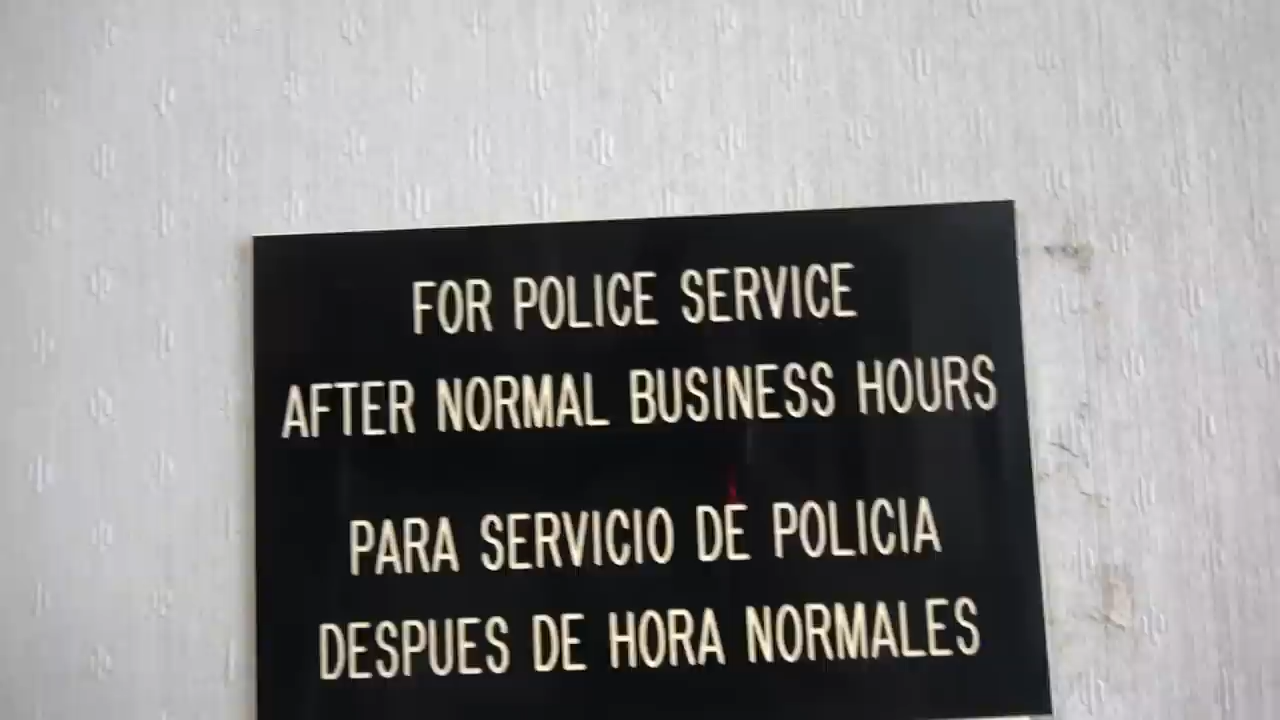 FOR POLICE SERVICE
AFTER NORMAL BUSINESS HOURS
PARA SERVICIO DE POLICIA
DESPUES DE HORA NORMALES